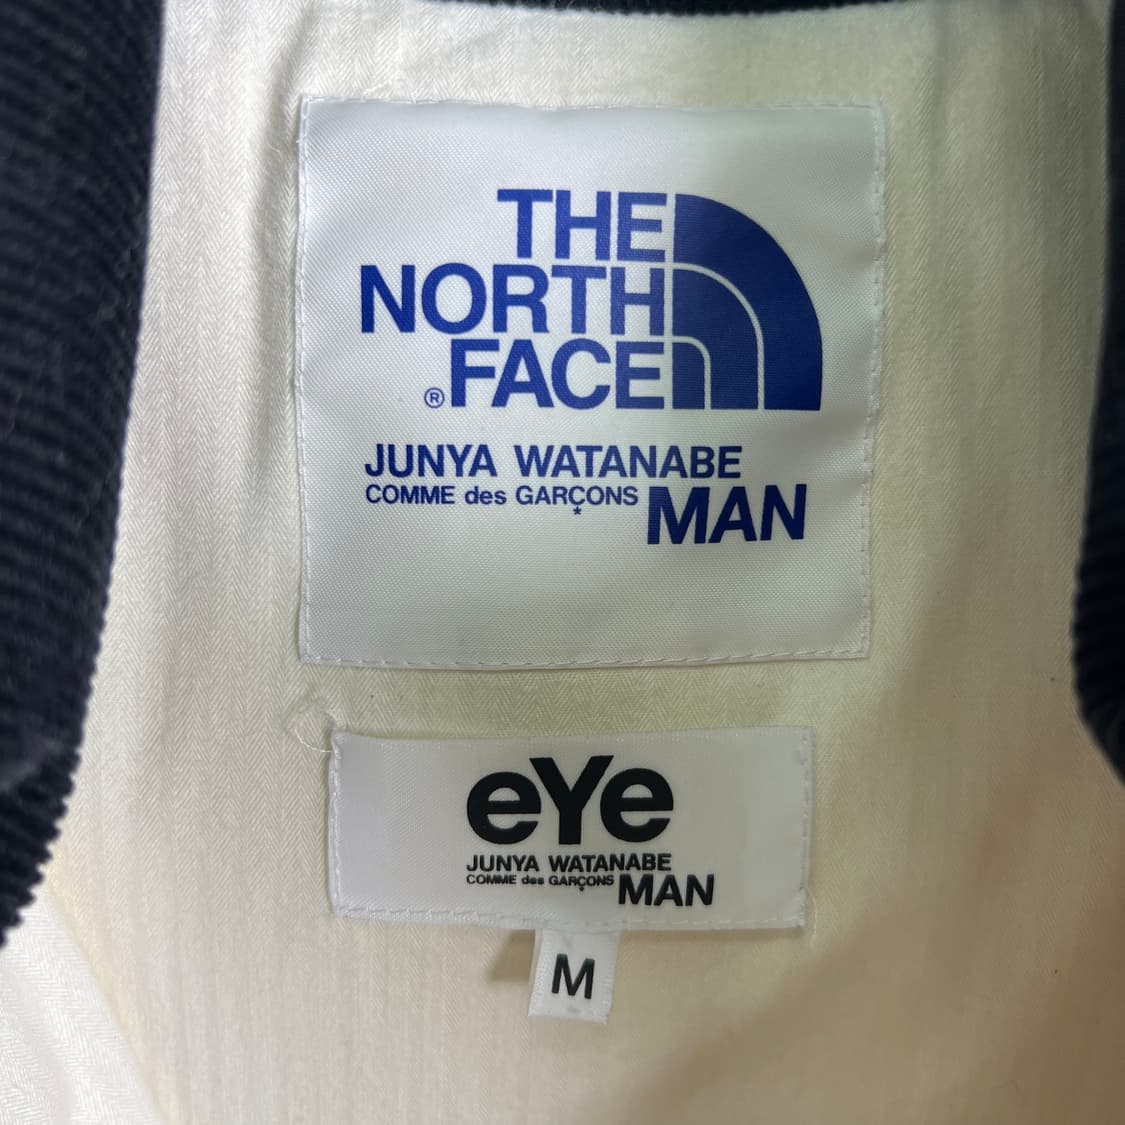 THE
NORTH
® FACE
JUNYA WATANABE
COMME des GARÇONS MAN
*
eYe
JUNYA WATANABE
COMME des GARÇONS MAN
M